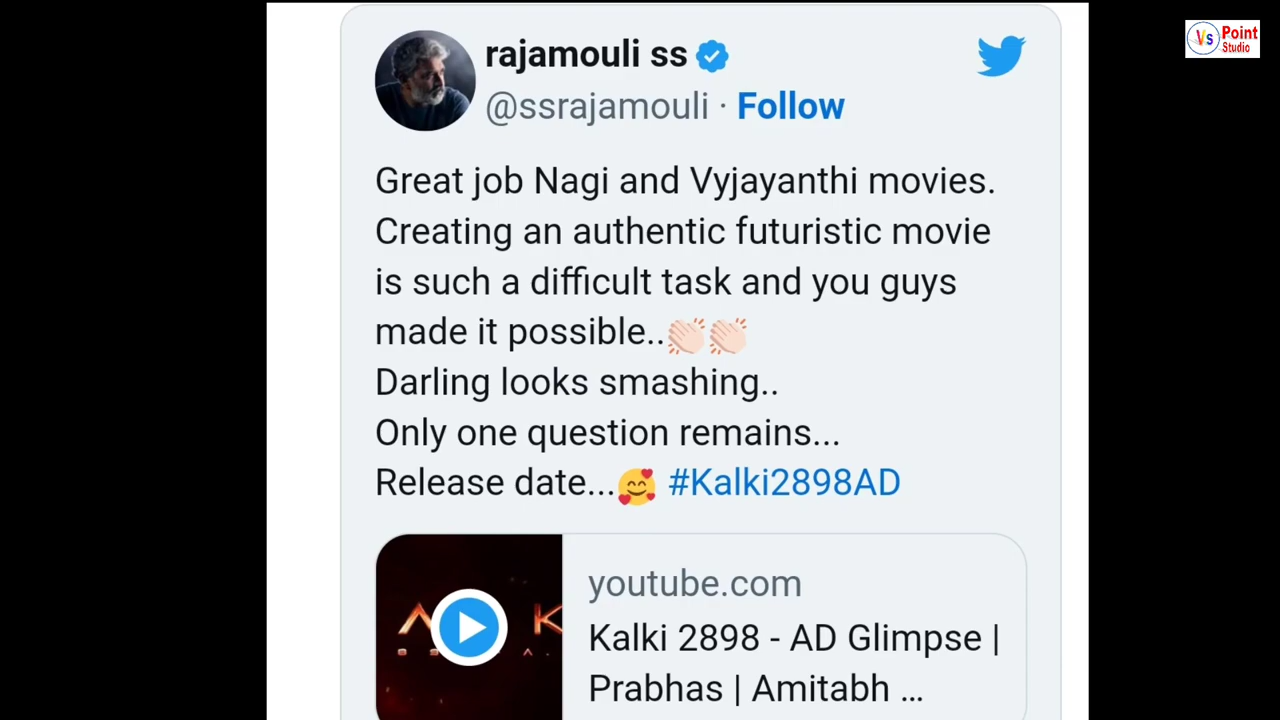 rajamouli ss
@ssrajamouli · Follow
Vs Point
Studio
Great job Nagi and Vyjayanthi movies.
Creating an authentic futuristic movie
is such a difficult task and you guys
made it possible..👏🏻👏🏻
Darling looks smashing..
Only one question remains...
Release date...🥰 #Kalki2898AD
youtube.com
Kalki 2898 - AD Glimpse |
Prabhas | Amitabh ...